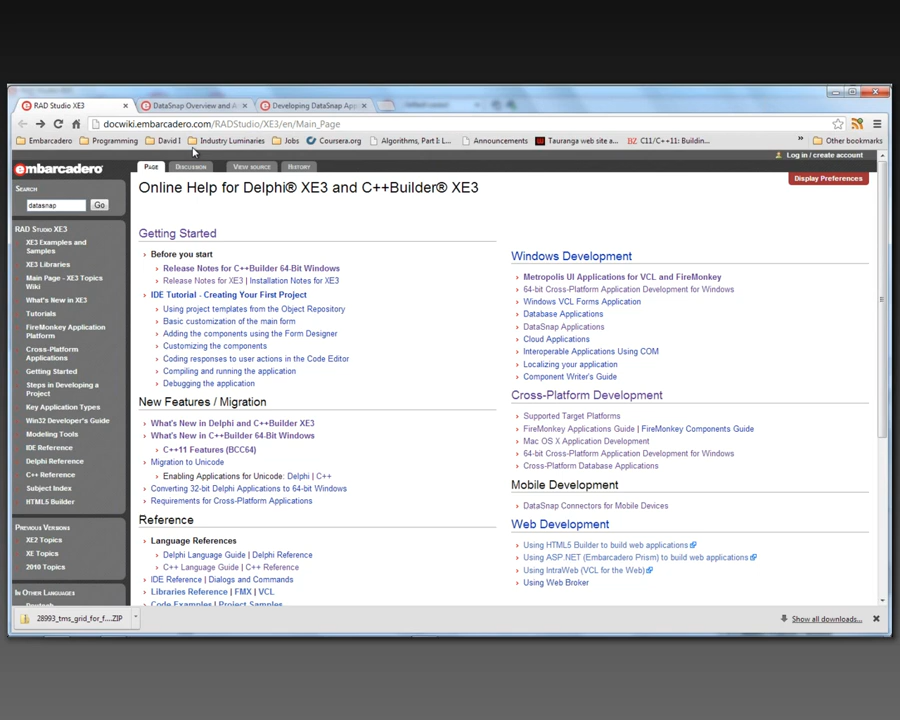 RAD Studio XE3
DataSnap Overview and A
Developing DataSnap App
docwiki.embarcadero.com/RADStudio/XE3/en/Main_Page
Embarcadero Programming David I Industry Luminaries Jobs Coursera.org Algorithms, Part I: L... Announcements Tauranga web site a... C11/C++11: Buildin... » Other bookmarks
embarcadero
PAGE DISCUSSION VIEW SOURCE HISTORY
Log in / create account
Display Preferences
SEARCH
datasnap Go
RAD STUDIO XE3
XE3 Examples and
Samples
XE3 Libraries
Main Page - XE3 Topics
Wiki
What's New in XE3
Tutorials
FireMonkey Application
Platform
Cross-Platform
Applications
Getting Started
Steps in Developing a
Project
Key Application Types
Win32 Developer's Guide
Modeling Tools
IDE Reference
Delphi Reference
C++ Reference
Subject Index
HTML5 Builder
PREVIOUS VERSIONS
XE2 Topics
XE Topics
2010 Topics
IN OTHER LANGUAGES
Deutsch
Online Help for Delphi® XE3 and C++Builder® XE3
Getting Started
Before you start
Release Notes for C++Builder 64-Bit Windows
Release Notes for XE3 | Installation Notes for XE3
IDE Tutorial - Creating Your First Project
Using project templates from the Object Repository
Basic customization of the main form
Adding the components using the Form Designer
Customizing the components
Coding responses to user actions in the Code Editor
Compiling and running the application
Debugging the application
New Features / Migration
What's New in Delphi and C++Builder XE3
What's New in C++Builder 64-Bit Windows
C++11 Features (BCC64)
Migration to Unicode
Enabling Applications for Unicode: Delphi | C++
Converting 32-bit Delphi Applications to 64-bit Windows
Requirements for Cross-Platform Applications
Reference
Language References
Delphi Language Guide | Delphi Reference
C++ Language Guide | C++ Reference
IDE Reference | Dialogs and Commands
Libraries Reference | FMX | VCL
Code Examples | Project Samples
Windows Development
Metropolis UI Applications for VCL and FireMonkey
64-bit Cross-Platform Application Development for Windows
Windows VCL Forms Application
Database Applications
DataSnap Applications
Cloud Applications
Interoperable Applications Using COM
Localizing your application
Component Writer's Guide
Cross-Platform Development
Supported Target Platforms
FireMonkey Applications Guide | FireMonkey Components Guide
Mac OS X Application Development
64-bit Cross-Platform Application Development for Windows
Cross-Platform Database Applications
Mobile Development
DataSnap Connectors for Mobile Devices
Web Development
Using HTML5 Builder to build web applications
Using ASP.NET (Embarcadero Prism) to build web applications
Using IntraWeb (VCL for the Web)
Using Web Broker
28993_tms_grid_for_f....ZIP
Show all downloads...